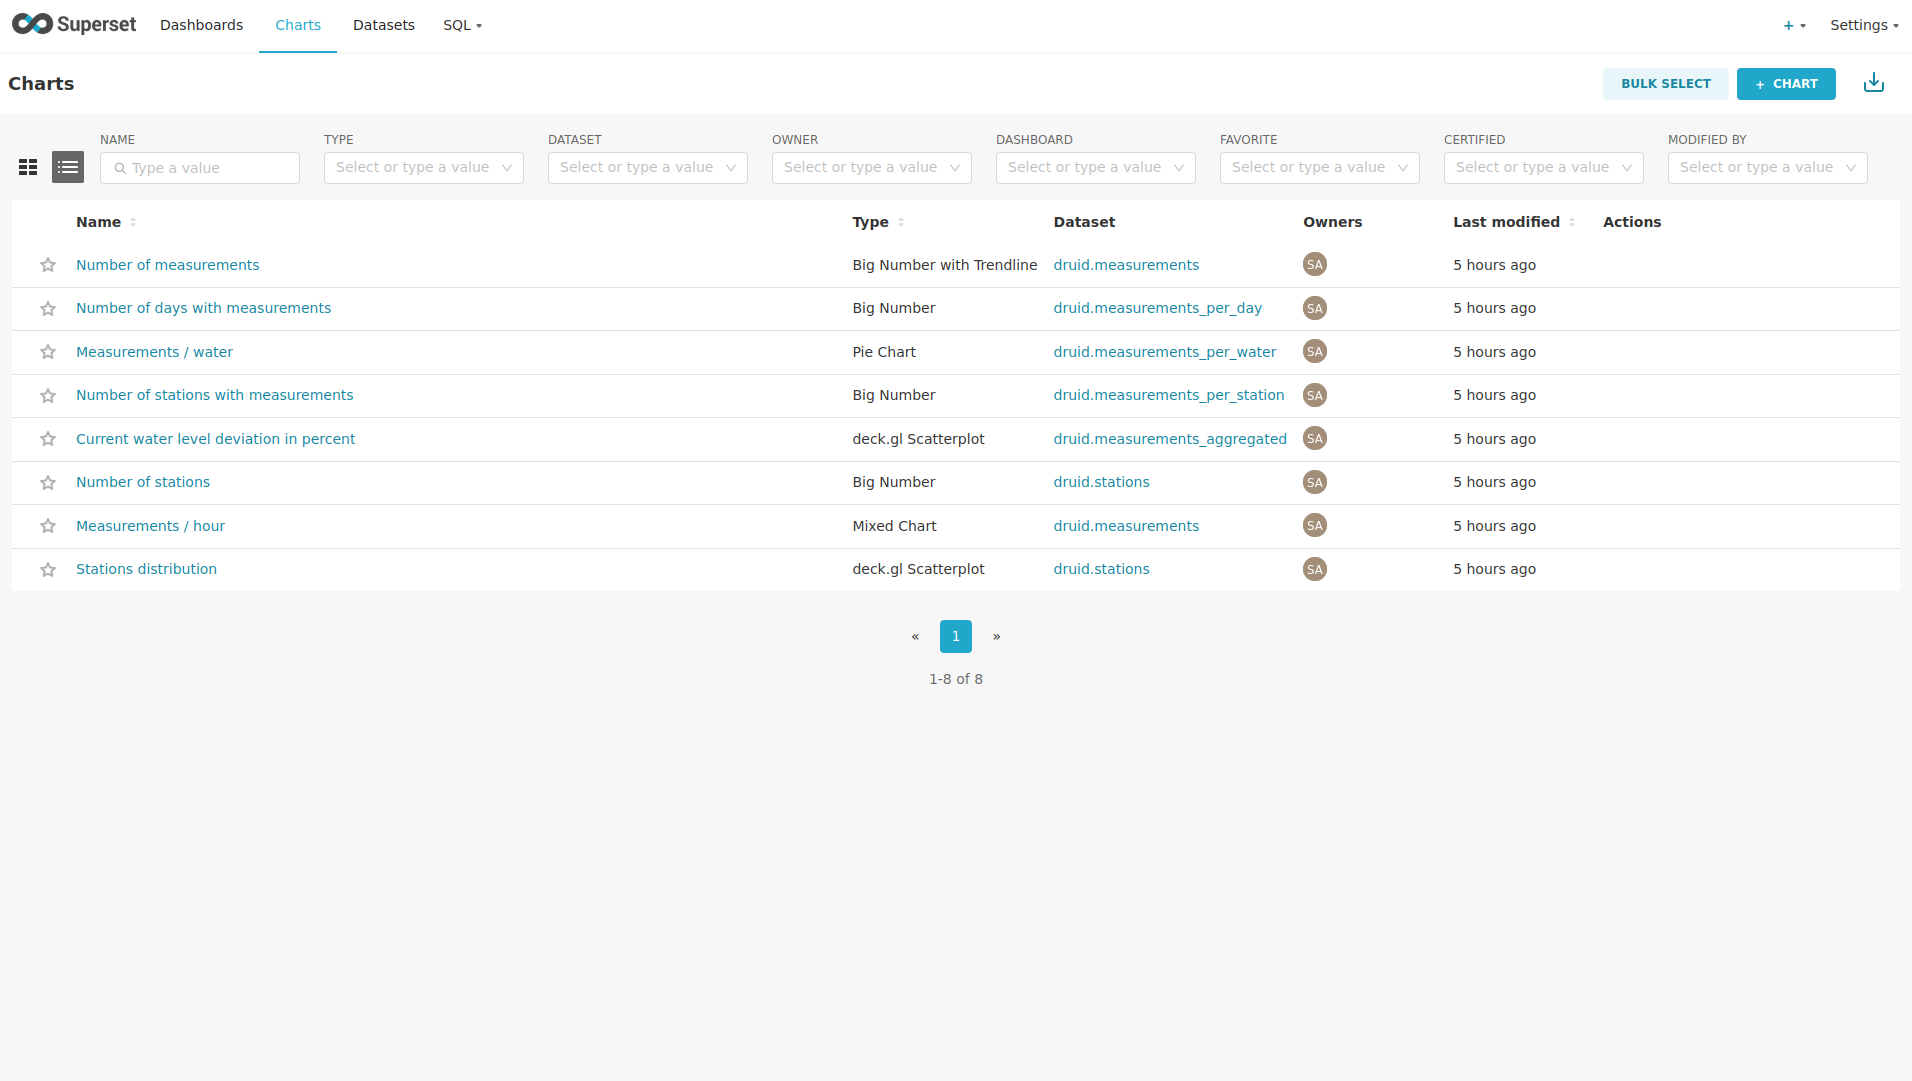 Superset Dashboards Charts Datasets SQL + Settings
Charts BULK SELECT + CHART
NAME TYPE DATASET OWNER DASHBOARD FAVORITE CERTIFIED MODIFIED BY
Type a value Select or type a value Select or type a value Select or type a value Select or type a value Select or type a value Select or type a value Select or type a value
Name Type Dataset Owners Last modified Actions
Number of measurements Big Number with Trendline druid.measurements SA 5 hours ago
Number of days with measurements Big Number druid.measurements_per_day SA 5 hours ago
Measurements / water Pie Chart druid.measurements_per_water SA 5 hours ago
Number of stations with measurements Big Number druid.measurements_per_station SA 5 hours ago
Current water level deviation in percent deck.gl Scatterplot druid.measurements_aggregated SA 5 hours ago
Number of stations Big Number druid.stations SA 5 hours ago
Measurements / hour Mixed Chart druid.measurements SA 5 hours ago
Stations distribution deck.gl Scatterplot druid.stations SA 5 hours ago
« 1 »
1-8 of 8